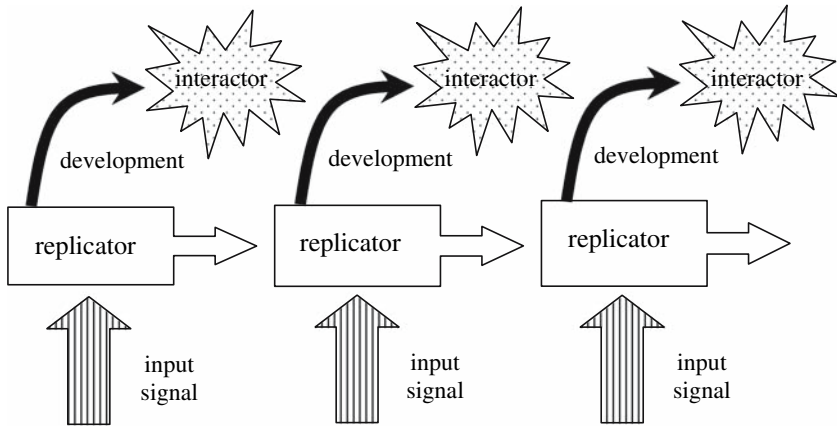 interactor
interactor
interactor
development
development
development
replicator
replicator
replicator
input
signal
input
signal
input
signal